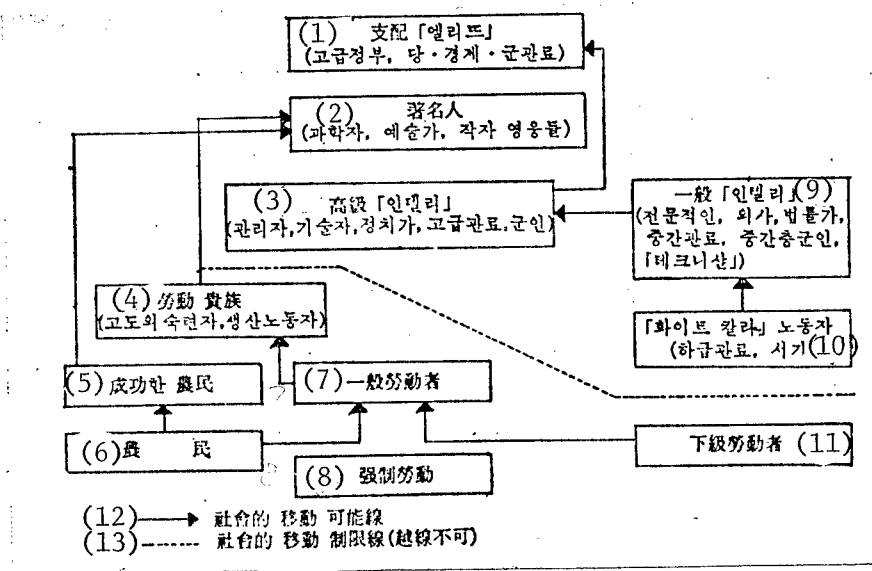 (1) 支配「엘리뜨」
(고급정부, 당·경제·군관료)
(2) 著名人
(과학자, 예술가, 작자 영웅들)
(3) 高級「인텔리」
(관리자,기술자,정치가,고급관료,군인)
一般「인텔리」(9)
(전문적인, 의사,법률가,
중간관료, 중간층군인,
「테크니샨」)
(4) 勞動 貴族
(고도의 숙련자,생산노동자)
「화이트 칼라」 노동자
(하급관료, 서기(10)
(5) 成功한 農民
(7) 一般勞動者
(6) 農 民
下級勞動者 (11)
(8) 强制勞動
(12) 社會的 移動 可能線
(13) 社會的 移動 制限線(越線不可)